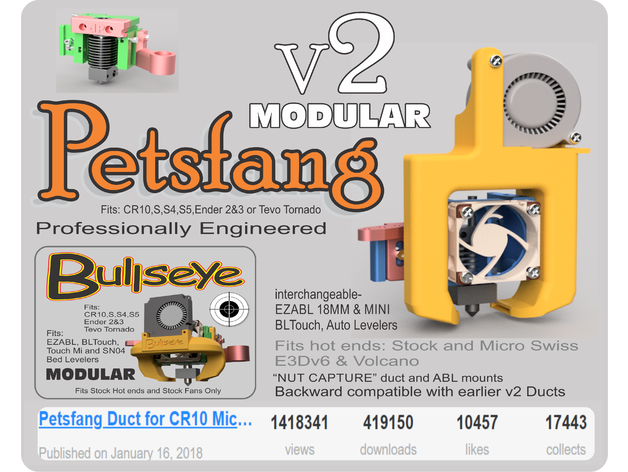 v2
MODULAR
Petsfang
Fits: CR10,S,S4,S5,Ender 2&3 or Tevo Tornado
Professionally Engineered
Bullseye
Fits:
CR10,S,S4,S5
Ender 2&3
Tevo Tornado
Fits:
EZABL, BLTouch,
Touch Mi and SN04
Bed Levelers
Bullseye
MODULAR
Fits Stock Hot ends and Stock Fans Only
interchangeable-
EZABL 18MM & MINI
BLTouch, Auto Levelers
Fits hot ends: Stock and Micro Swiss
E3Dv6 & Volcano
“NUT CAPTURE” duct and ABL mounts
Backward compatible with earlier v2 Ducts
Petsfang Duct for CR10 Mic... 1418341 419150 10457 17443
Published on January 16, 2018 views downloads likes collects